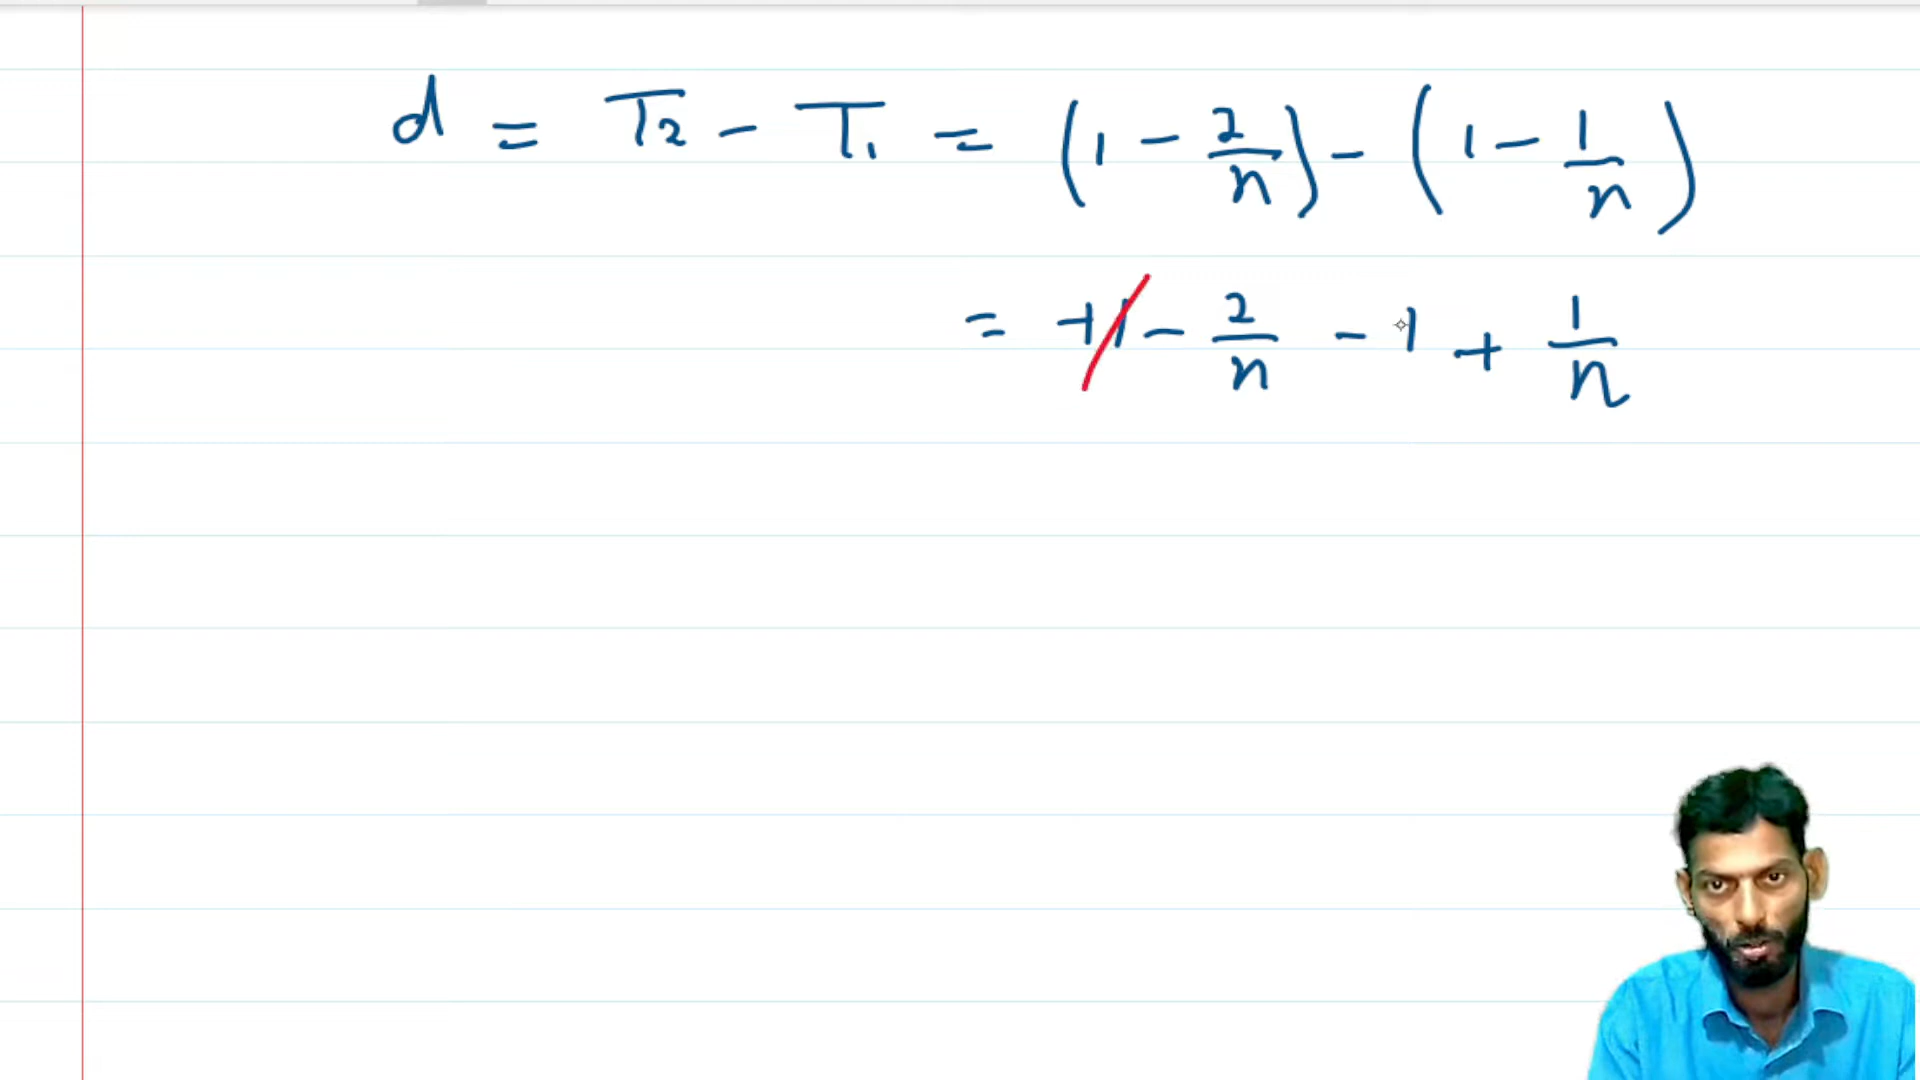 d = T₂ - T₁ = (1 - 2/n) - (1 - 1/n)
= +1 - 2/n - 1 + 1/n